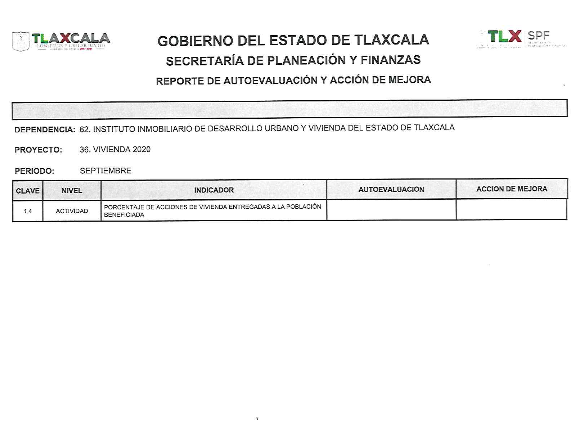 TLAXCALA
TLX SPF
GOBIERNO DEL ESTADO DE TLAXCALA
SECRETARÍA DE PLANEACIÓN Y FINANZAS
REPORTE DE AUTOEVALUACIÓN Y ACCIÓN DE MEJORA
DEPENDENCIA: 62. INSTITUTO INMOBILIARIO DE DESARROLLO URBANO Y VIVIENDA DEL ESTADO DE TLAXCALA
PROYECTO: 36. VIVIENDA 2020
PERIODO: SEPTIEMBRE
CLAVE NIVEL INDICADOR AUTOEVALUACION ACCION DE MEJORA
1.4 ACTIVIDAD PORCENTAJE DE ACCIONES DE VIVIENDA ENTREGADAS A LA POBLACIÓN
BENEFICIADA